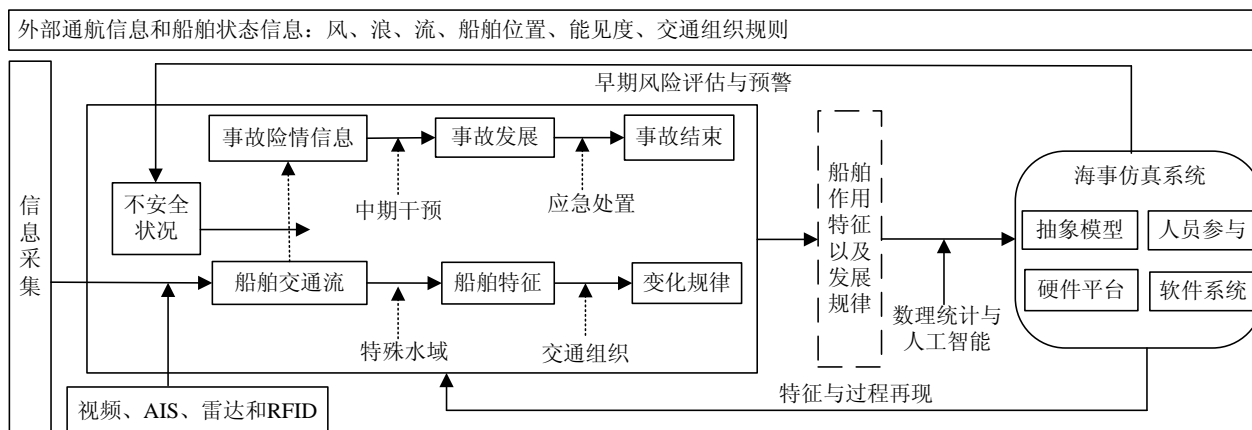 外部通航信息和船舶状态信息：风、浪、流、船舶位置、能见度、交通组织规则
早期风险评估与预警
信
息
采
集
事故险情信息
事故发展
事故结束
不安全
状况
中期干预
应急处置
船舶交通流
船舶特征
变化规律
特殊水域
交通组织
视频、AIS、雷达和RFID
船舶
作用
特征
以及
发展
规律
数理统计与
人工智能
海事仿真系统
抽象模型
人员参与
硬件平台
软件系统
特征与过程再现